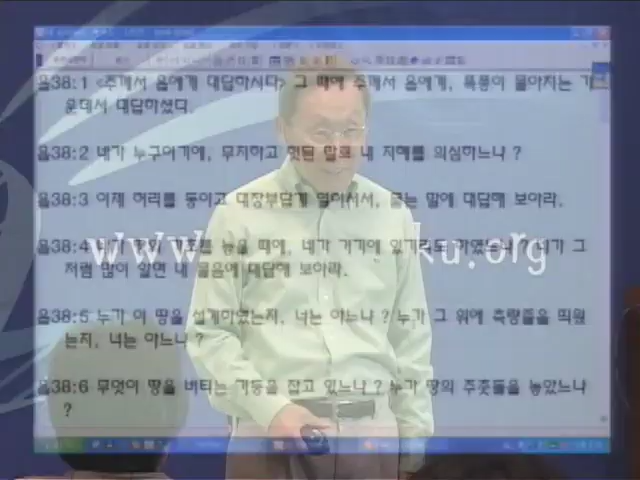 욥38:1 <주께서 욥에게 대답하시다> 그 때에 주께서 욥에게, 폭풍이 몰아치는 가
운데서 대답하셨다.
욥38:2 네가 누구이기에, 무지하고 헛된 말로 내 지혜를 의심하느냐 ?
욥38:3 이제 허리를 동이고 대장부답게 일어서서, 묻는 말에 대답해 보아라.
욥38:4 내가 땅의 기초를 놓을 때에, 네가 거기에 있기라도 하였느냐 ? 네가 그
처럼 많이 알면 내 물음에 대답해 보아라.
www. ku.org
욥38:5 누가 이 땅을 설계하였는지, 너는 아느냐 ? 누가 그 위에 측량줄을 띄웠
는지, 너는 아느냐 ?
욥38:6 무엇이 땅을 버티는 기둥을 잡고 있느냐 ? 누가 땅의 주춧돌을 놓았느냐
?